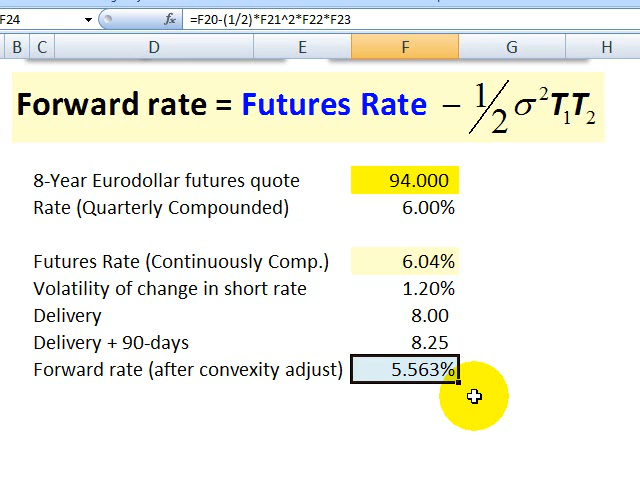 F24 fx =F20-(1/2)*F21^2*F22*F23
B C D E F G H
Forward rate = Futures Rate − 1/2 σ²T₁T₂
8-Year Eurodollar futures quote 94.000
Rate (Quarterly Compounded) 6.00%
Futures Rate (Continuously Comp.) 6.04%
Volatility of change in short rate 1.20%
Delivery 8.00
Delivery + 90-days 8.25
Forward rate (after convexity adjust) 5.563%